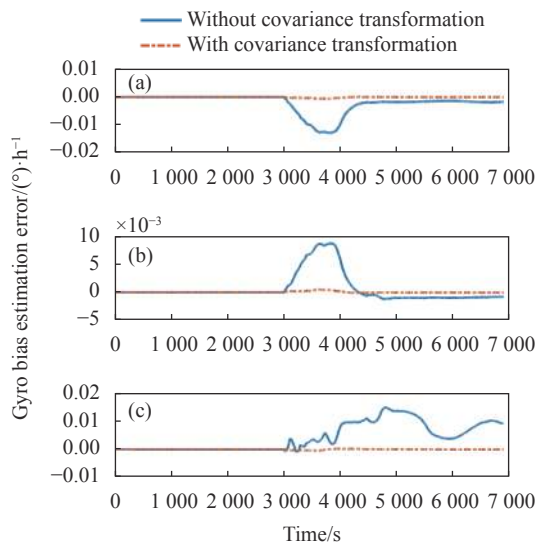 Without covariance transformation
With covariance transformation
Gyro bias estimation error/(°)·h⁻¹
0.01
0.00
−0.01
−0.02
(a)
0 1 000 2 000 3 000 4 000 5 000 6 000 7 000
×10⁻³
10
5
0
−5
(b)
0 1 000 2 000 3 000 4 000 5 000 6 000 7 000
0.02
0.01
0.00
−0.01
(c)
0 1 000 2 000 3 000 4 000 5 000 6 000 7 000
Time/s